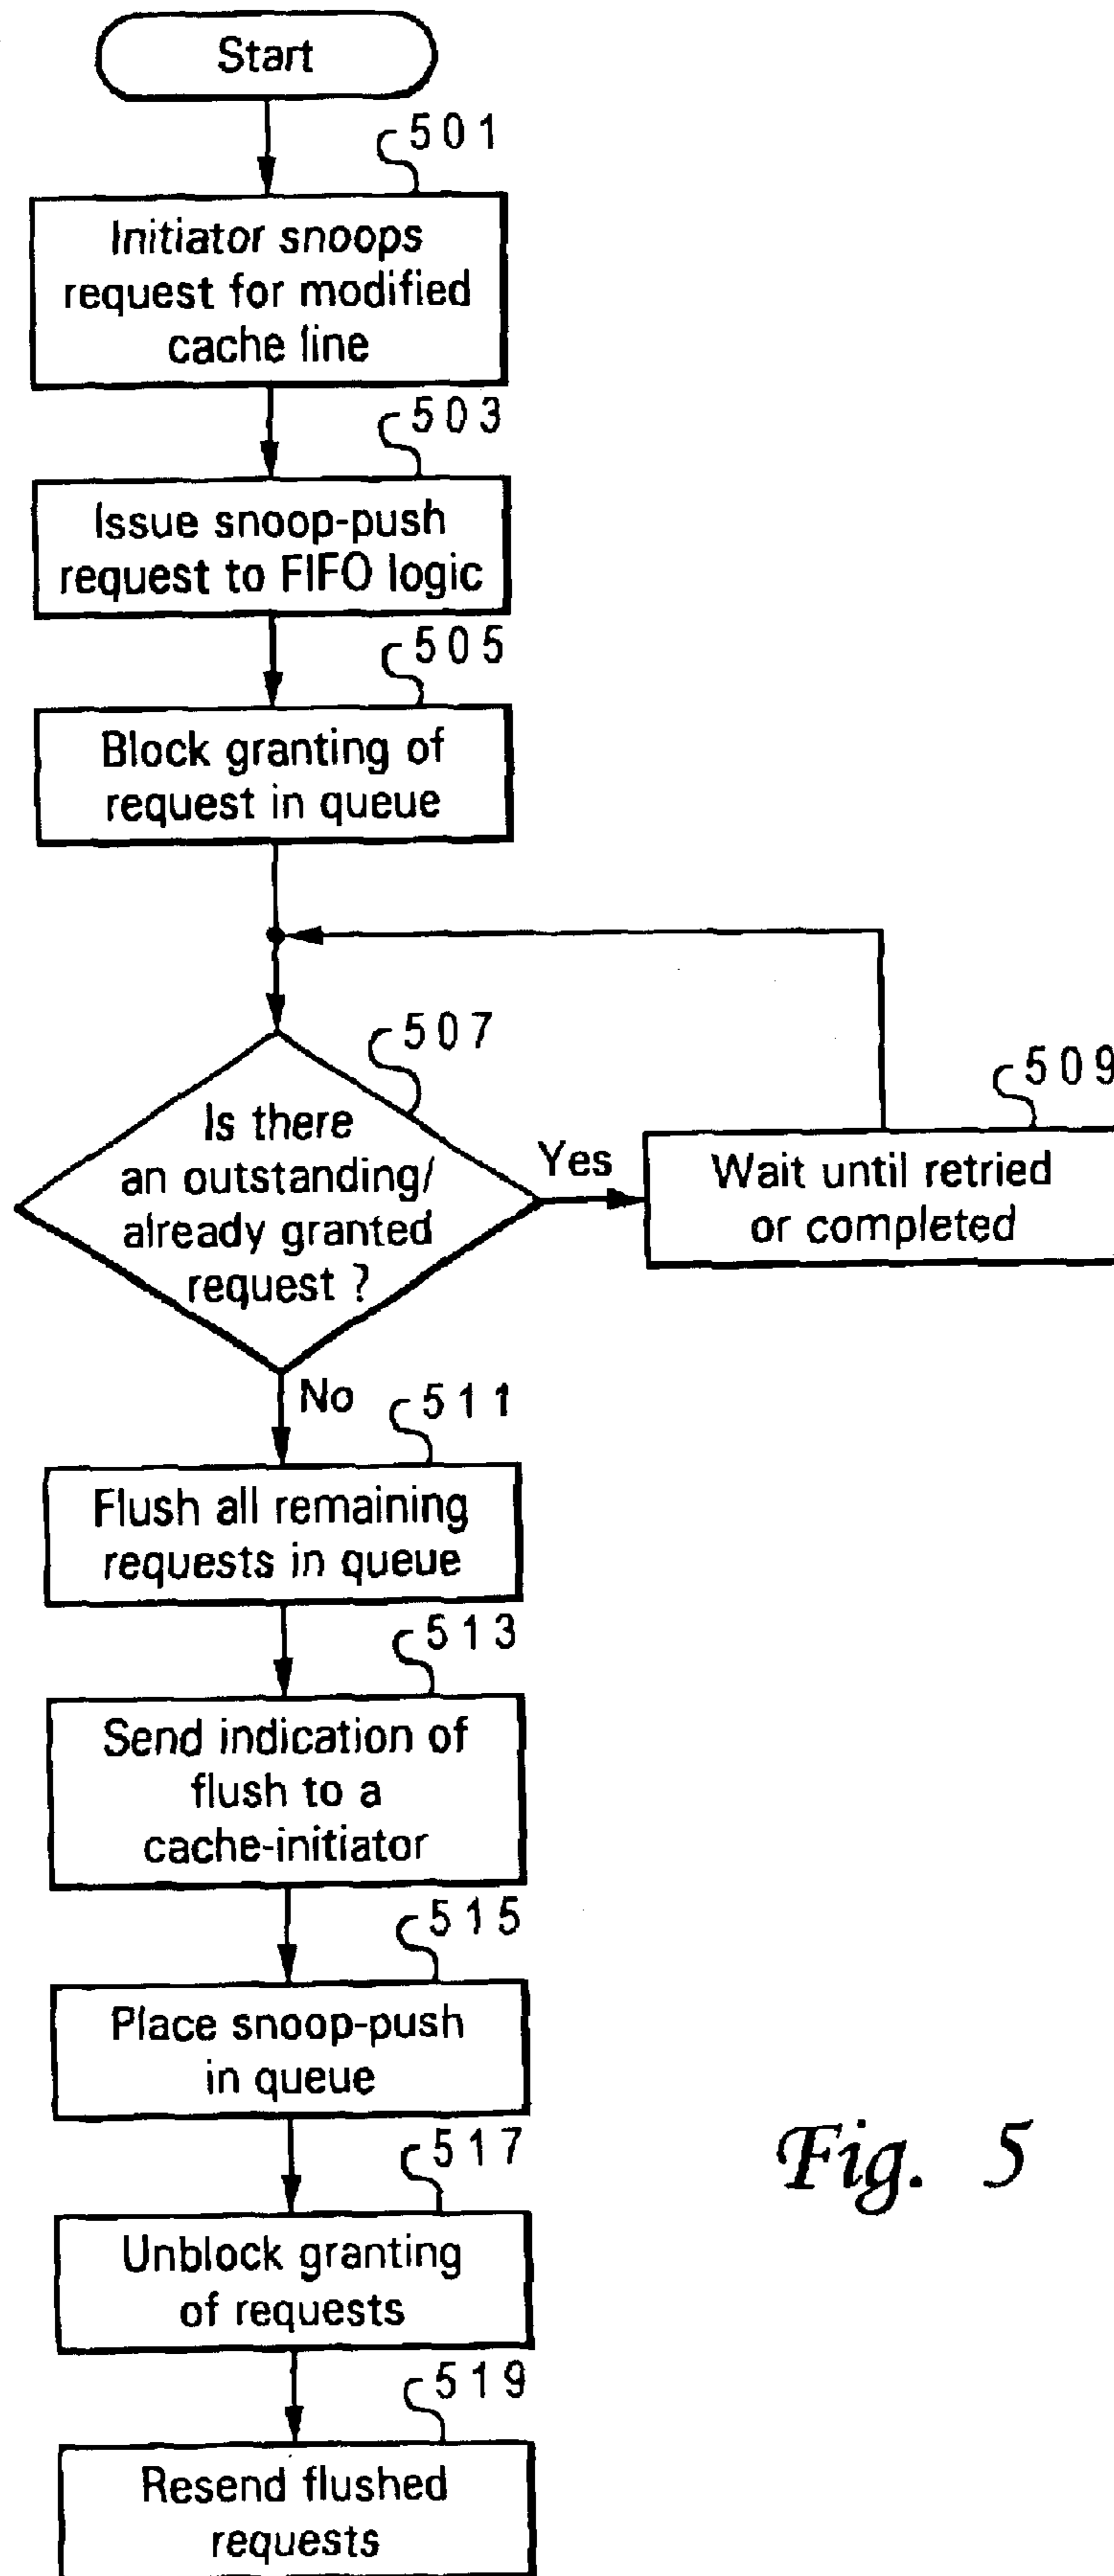 Start
501
Initiator snoops
request for modified
cache line
503
Issue snoop-push
request to FIFO logic
505
Block granting of
request in queue
507
Is there
an outstanding/
already granted
request ?
Yes
509
Wait until retried
or completed
No
511
Flush all remaining
requests in queue
513
Send indication of
flush to a
cache-initiator
515
Place snoop-push
in queue
517
Unblock granting
of requests
519
Resend flushed
requests
Fig. 5